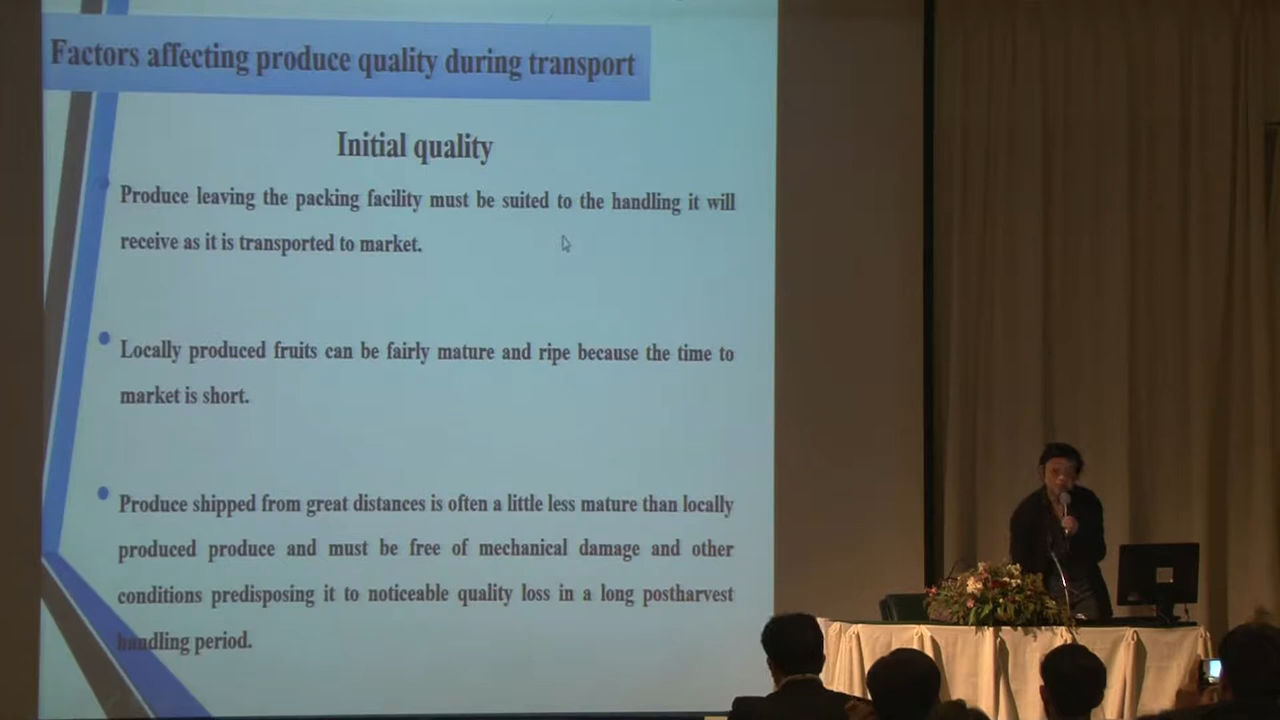 Factors affecting produce quality during transport
Initial quality
Produce leaving the packing facility must be suited to the handling it will
receive as it is transported to market.
Locally produced fruits can be fairly mature and ripe because the time to
market is short.
Produce shipped from great distances is often a little less mature than locally
produced produce and must be free of mechanical damage and other
conditions predisposing it to noticeable quality loss in a long postharvest
handling period.